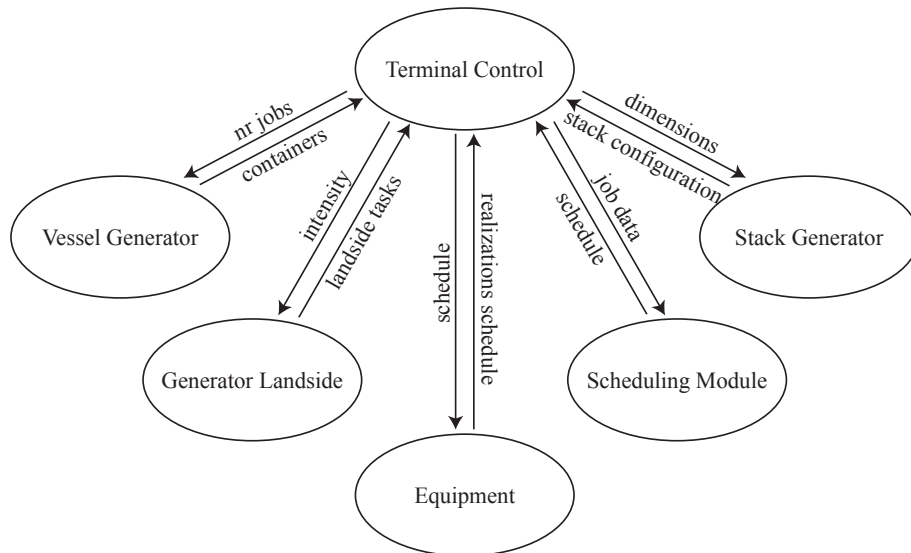 Terminal Control
nr jobs
containers
intensity
landside tasks
schedule
realizations schedule
job data
schedule
dimensions
stack configuration
Vessel Generator
Stack Generator
Generator Landside
Scheduling Module
Equipment